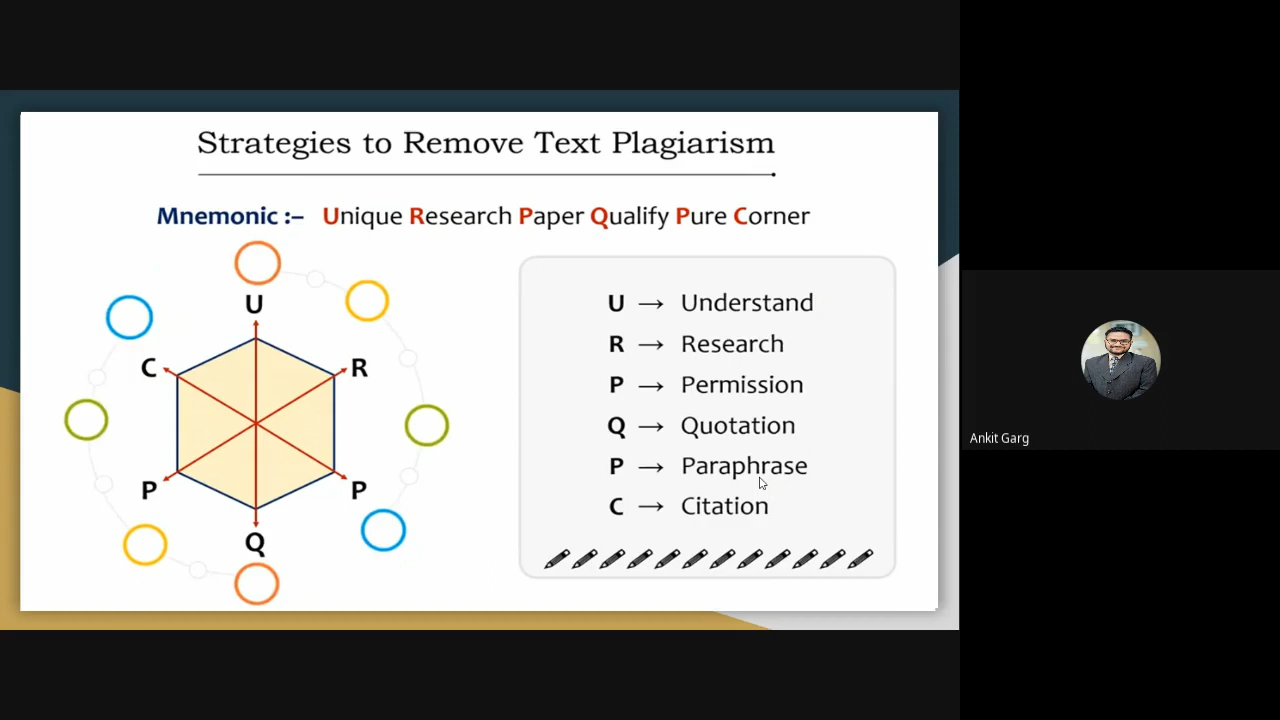 Strategies to Remove Text Plagiarism
Mnemonic :– Unique Research Paper Qualify Pure Corner
U
C
R
P
P
Q
U → Understand
R → Research
P → Permission
Q → Quotation
P → Paraphrase
C → Citation
Ankit Garg